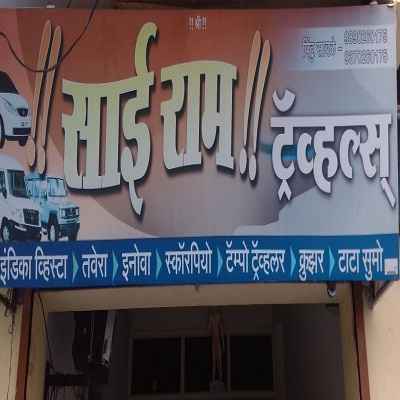 !! श्री !!
!! साई राम !! ट्रॅव्हल्स्
इंडिका व्हिस्टा तवेरा इनोवा स्कॉरपियो टॅम्पो ट्रॅव्हलर क्रुझर टाटा सुमो